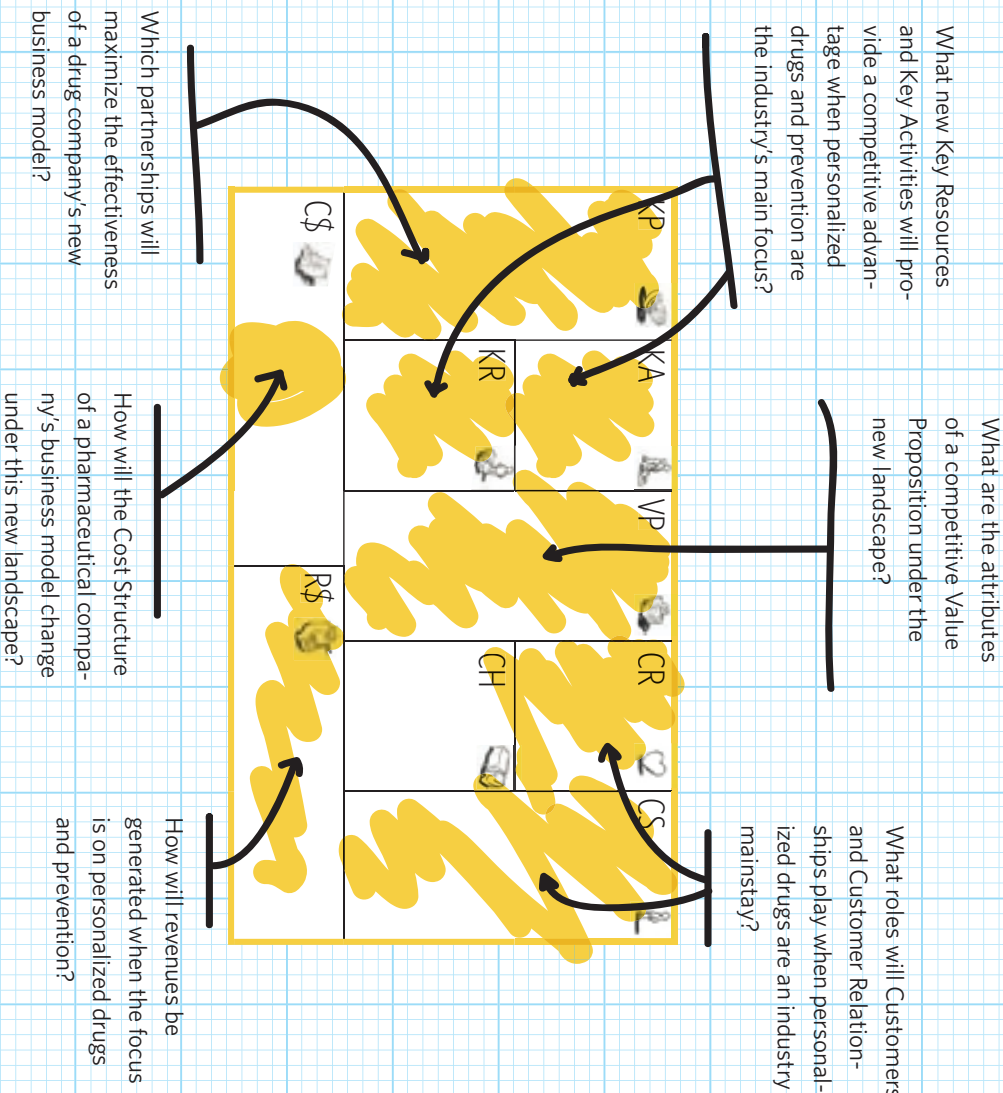 What new Key Resources
and Key Activities will pro-
vide a competitive advan-
tage when personalized
drugs and prevention are
the industry's main focus?
What are the attributes
of a competitive Value
Proposition under the
new landscape?
What roles will Customers
and Customer Relation-
ships play when personal-
ized drugs are an industry
mainstay?
KP
KA
VP
CR
CS
KR
CH
C$
R$
Which partnerships will
maximize the effectiveness
of a drug company's new
business model?
How will the Cost Structure
of a pharmaceutical compa-
ny's business model change
under this new landscape?
How will revenues be
generated when the focus
is on personalized drugs
and prevention?